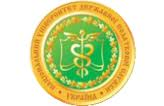 НАЦІОНАЛЬНИЙ УНІВЕРСИТЕТ ДЕРЖАВНОЇ ПОДАТКОВОЇ СЛУЖБИ
УКРАЇНА